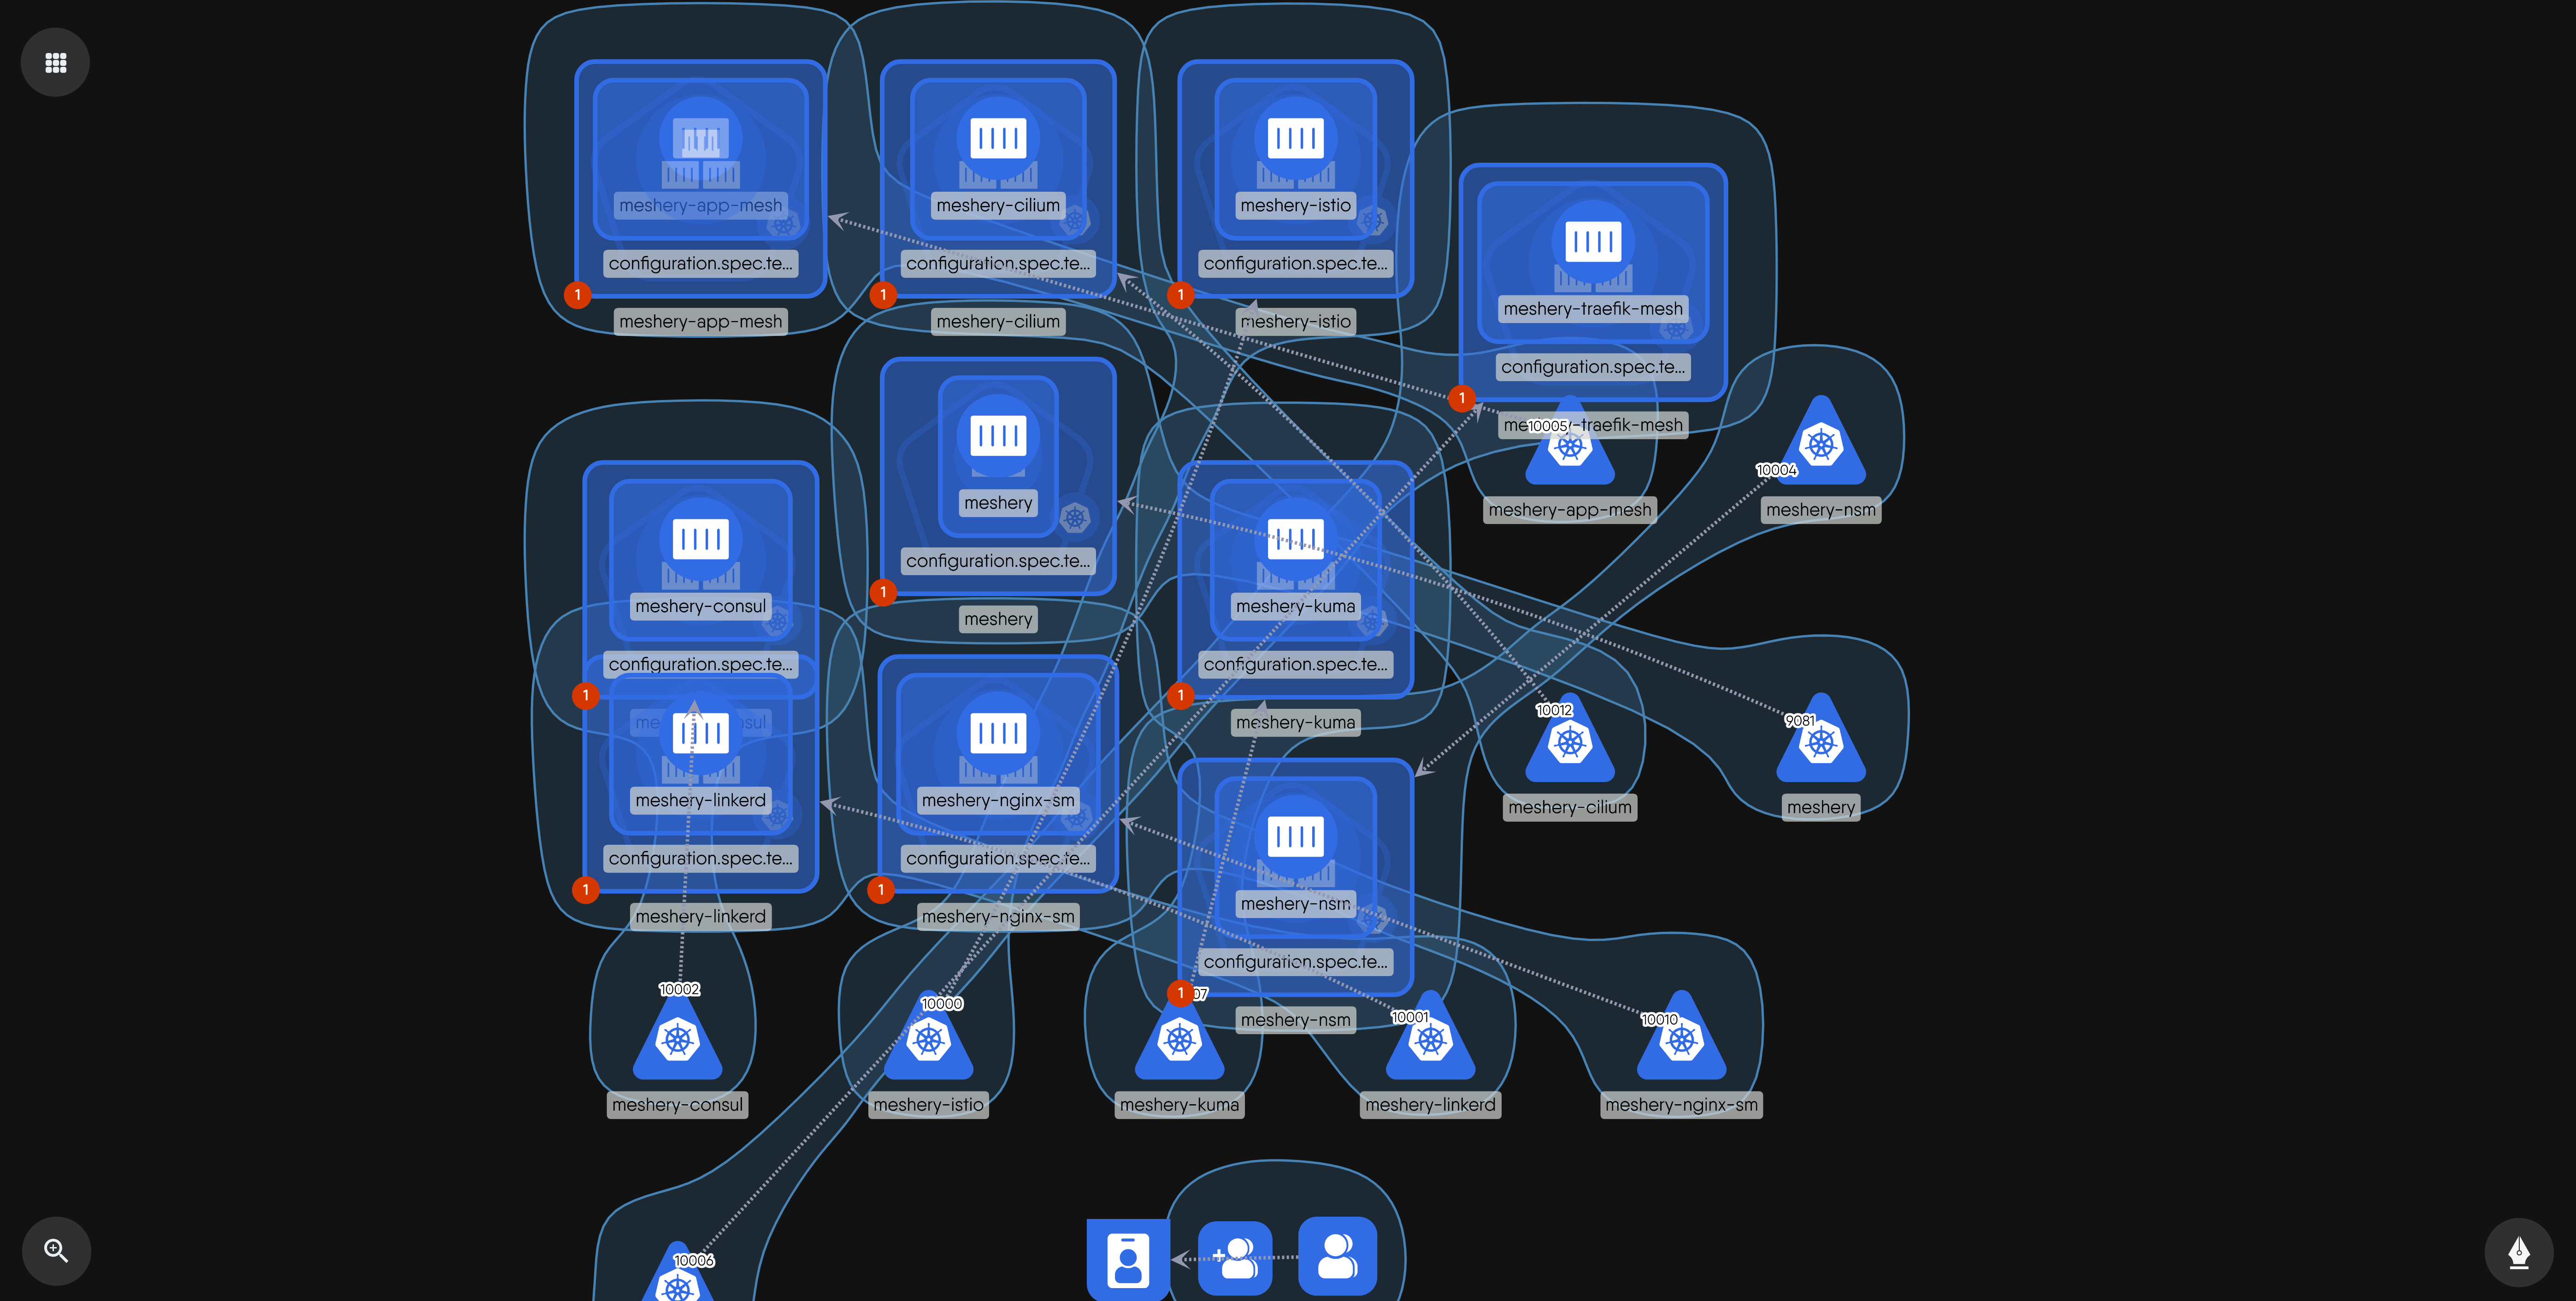 meshery-app-mesh
meshery-cilium
meshery-istio
configuration.spec.te...
configuration.spec.te...
configuration.spec.te...
1
1
1
meshery-app-mesh
meshery-cilium
meshery-istio
meshery-traefik-mesh
configuration.spec.te...
1
-traefik-mesh
10005
meshery-app-mesh
10004
meshery-nsm
meshery
configuration.spec.te...
1
meshery
meshery-consul
configuration.spec.te...
1
meshery-kuma
configuration.spec.te...
1
meshery-kuma
10012
meshery-cilium
9081
meshery
meshery-linkerd
configuration.spec.te...
1
meshery-linkerd
meshery-nginx-sm
configuration.spec.te...
1
meshery-nginx-sm
meshery-nsm
configuration.spec.te...
1
07
meshery-nsm
10002
meshery-consul
10000
meshery-istio
meshery-kuma
10001
meshery-linkerd
10010
meshery-nginx-sm
10006